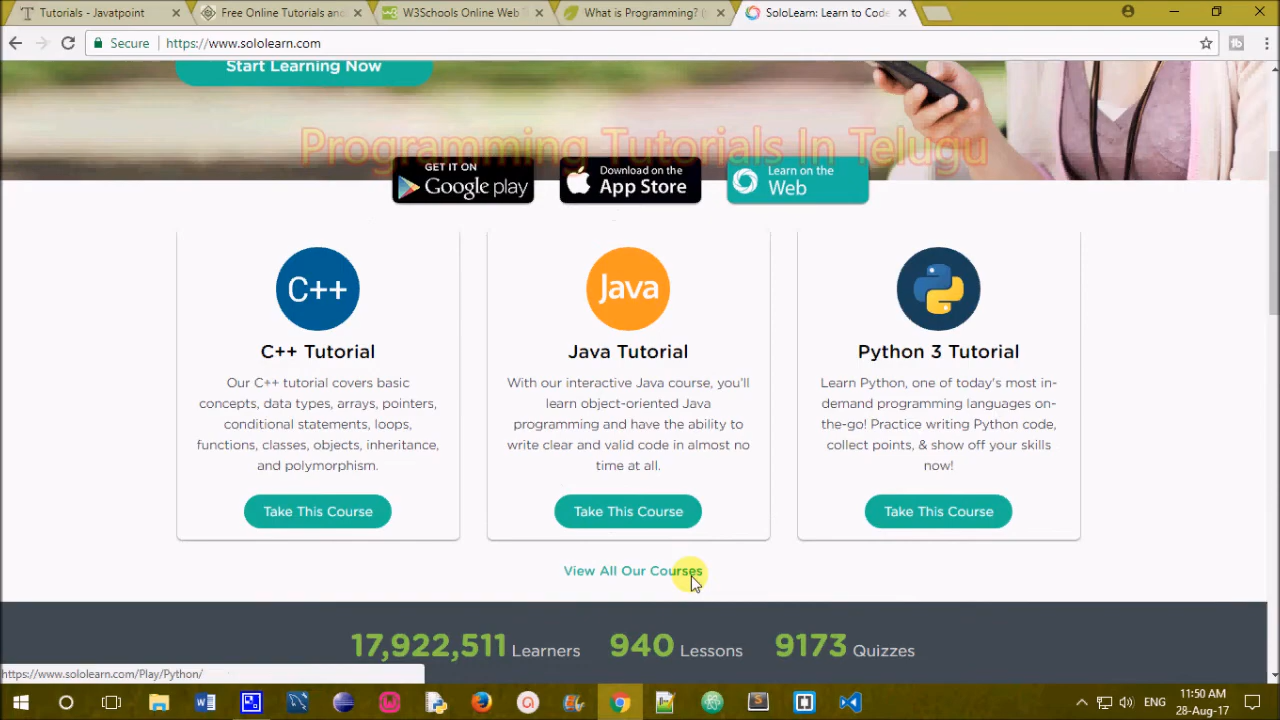 Tutorials - Javatpoint
Free Online Tutorials and
W3Schools Online Web T
What is Programming? (
SoloLearn: Learn to Code
Secure
https://www.sololearn.com
Start Learning Now
Programming Tutorials In Telugu
GET IT ON
Google play
Download on the
App Store
Learn on the
Web
C++
C++ Tutorial
Our C++ tutorial covers basic
concepts, data types, arrays, pointers,
conditional statements, loops,
functions, classes, objects, inheritance,
and polymorphism.
Take This Course
Java
Java Tutorial
With our interactive Java course, you'll
learn object-oriented Java
programming and have the ability to
write clear and valid code in almost no
time at all.
Take This Course
Python 3 Tutorial
Learn Python, one of today's most in-
demand programming languages on-
the-go! Practice writing Python code,
collect points, & show off your skills
now!
Take This Course
View All Our Courses
17,922,511 Learners
940 Lessons
9173 Quizzes
https://www.sololearn.com/Play/Python/
ENG
11:50 AM
28-Aug-17